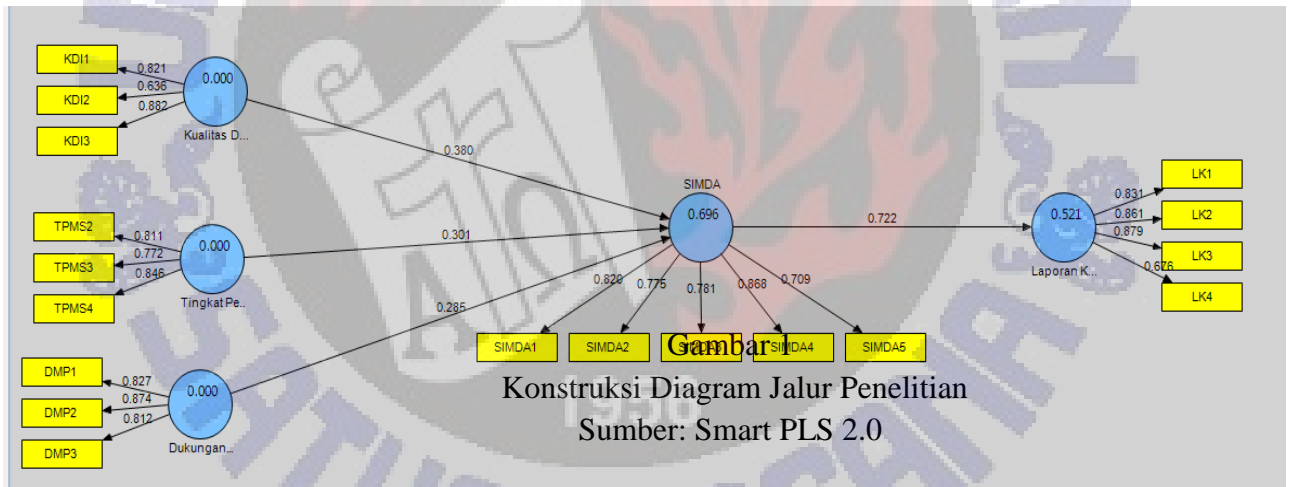 KDI1
0.821
KDI2
0.636
KDI3
0.882
0.000
Kualitas D...
0.380
TPMS2
0.811
TPMS3
0.772
TPMS4
0.846
0.000
Tingkat Pe...
0.301
DMP1
0.827
DMP2
0.874
DMP3
0.812
0.000
Dukungan...
0.285
SIMDA
0.696
0.722
0.820
0.775
0.781
0.868
0.709
SIMDA1
SIMDA2
SIMDA3
SIMDA4
SIMDA5
0.521
Laporan K...
0.831
LK1
0.861
LK2
0.879
LK3
0.676
LK4
Gambar 1
Konstruksi Diagram Jalur Penelitian
Sumber: Smart PLS 2.0
1956